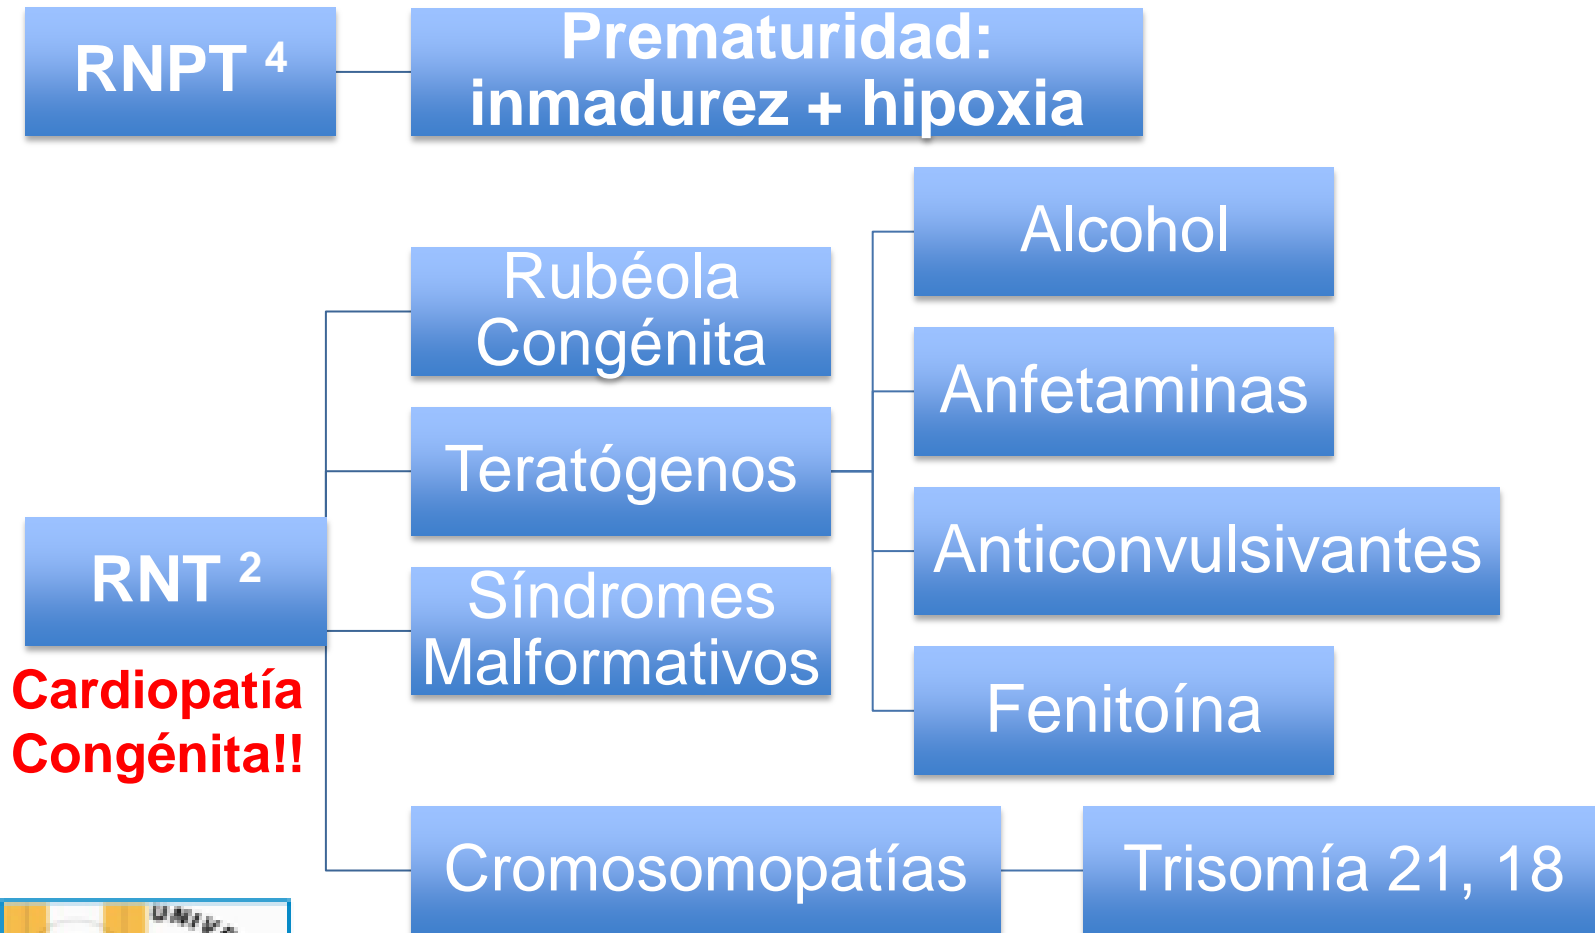 RNPT 4
Prematuridad:
inmadurez + hipoxia
Alcohol
Rubéola
Congénita
Anfetaminas
Teratógenos
Anticonvulsivantes
RNT 2
Síndromes
Malformativos
Cardiopatía
Congénita!!
Fenitoína
Cromosomopatías
Trisomía 21, 18